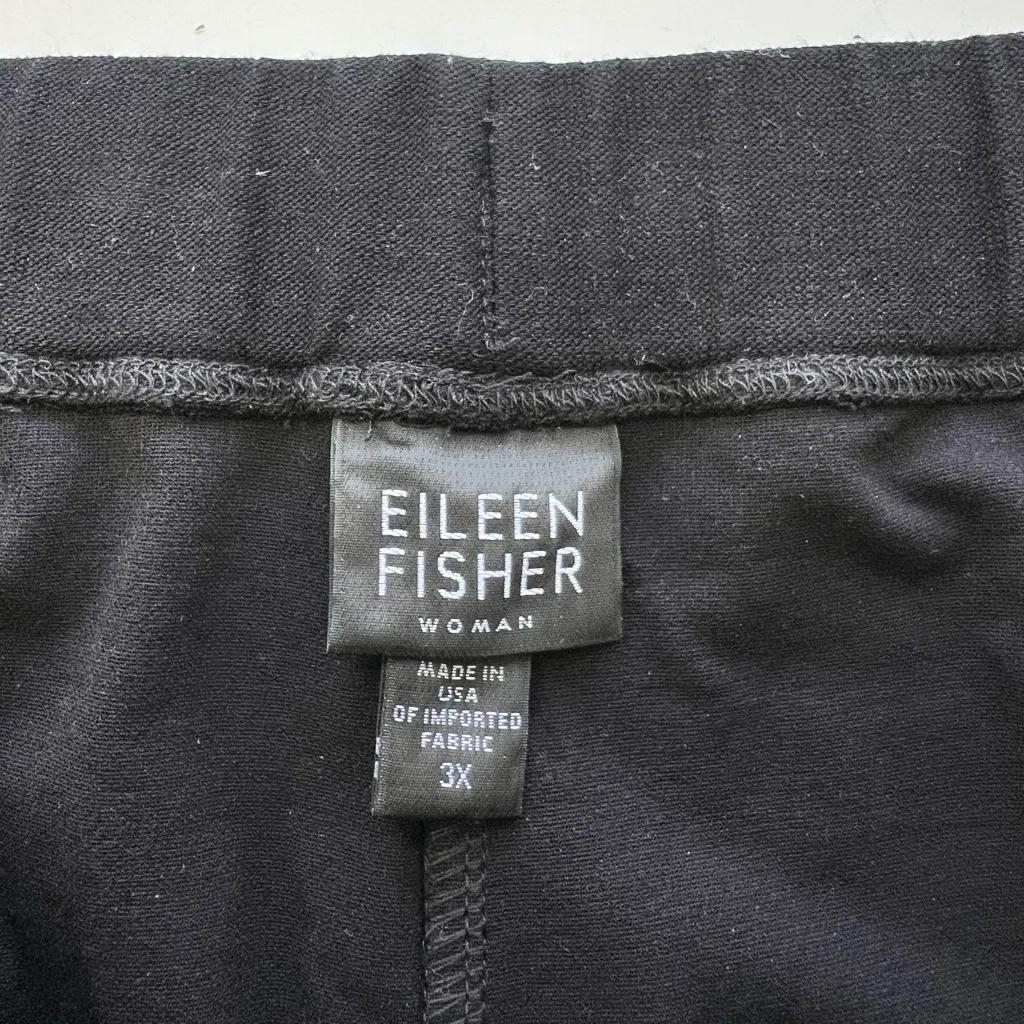 EILEEN
FISHER
WOMAN
MADE IN
USA
OF IMPORTED
FABRIC
3X